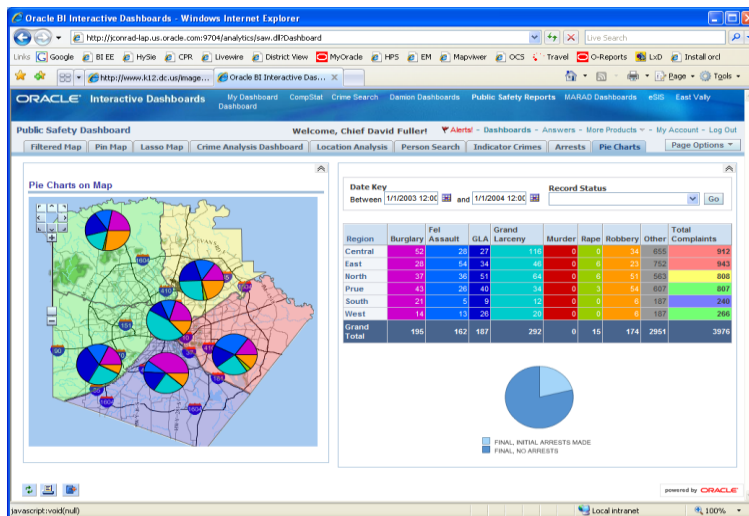 Oracle BI Interactive Dashboards - Windows Internet Explorer
http://jconrad-lap.us.oracle.com:9704/analytics/saw.dll?Dashboard
Live Search
Links Google BI EE HySie CPR Livewire District View MyOracle HPS EM Mapviwer OCS Travel O-Reports LxD Install orcl
http://www.k12.dc.us/image... Oracle BI Interactive Das... Page Tools
ORACLE Interactive Dashboards My Dashboard CompStat Crime Search Damion Dashboards Public Safety Reports MARAD Dashboards eSIS East Vally
Dashboard
Public Safety Dashboard Welcome, Chief David Fuller! Alerts! - Dashboards - Answers - More Products - My Account - Log Out
Filtered Map Pin Map Lasso Map Crime Analysis Dashboard Location Analysis Person Search Indicator Crimes Arrests Pie Charts Page Options
Pie Charts on Map
1604
410
151
90
1604
Date Key Record Status
Between 1/1/2003 12:00 and 1/1/2004 12:00 Go
Region Burglary Fel Assault GLA Grand Larceny Murder Rape Robbery Other Total Complaints
Central 52 28 27 116 0 0 34 655 912
East 28 54 34 46 0 6 23 752 943
North 37 36 51 64 0 6 51 563 808
Prue 43 26 40 34 0 3 54 607 807
South 21 5 9 12 0 0 6 187 240
West 14 13 26 20 0 0 6 187 266
Grand Total 195 162 187 292 0 15 174 2951 3976
FINAL, INITIAL ARRESTS MADE
FINAL, NO ARRESTS
powered by ORACLE
javascript:void(null) Local intranet 100%